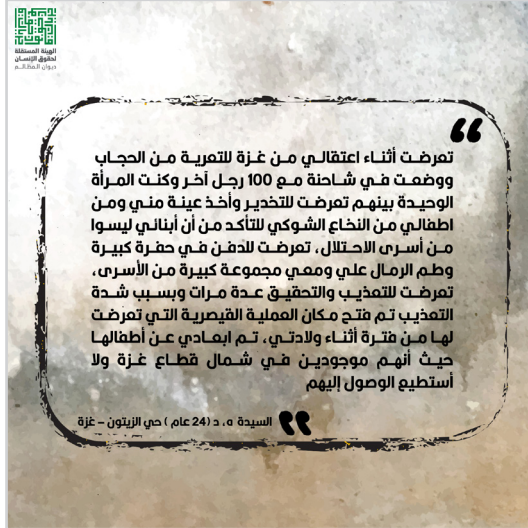 الهيئة المستقلة
لحقوق الإنسان
ديوان المظالم
“
تعرضت أثناء اعتقالي من غزة للتعرية من الحجاب
ووضعت في شاحنة مع 100 رجل آخر وكنت المرأة
الوحيدة بينهم تعرضت للتخدير وأخذ عينة مني ومن
اطفالي من النخاع الشوكي للتأكد من أن أبنائي ليسوا
من أسرى الاحتلال، تعرضت للدفن في حفرة كبيرة
وطم الرمال علي ومعي مجموعة كبيرة من الأسرى،
تعرضت للتعذيب والتحقيق عدة مرات وبسبب شدة
التعذيب تم فتح مكان العملية القيصرية التي تعرضت
لها من فترة أثناء ولادتي، تم ابعادي عن أطفالها
حيث أنهم موجودين في شمال قطاع غزة ولا
أستطيع الوصول إليهم
”
السيدة ه، د (24 عام ) حي الزيتون – غزة